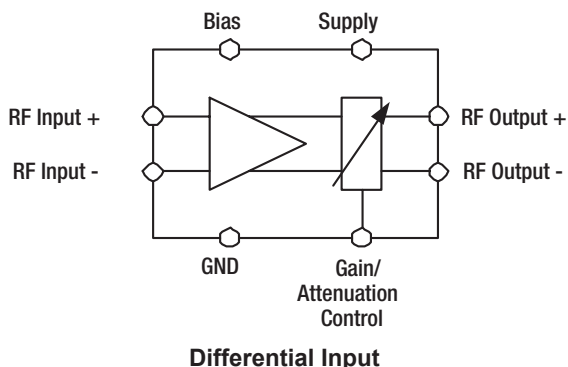 Bias
Supply
RF Input +
RF Output +
RF Input -
RF Output -
GND
Gain/
Attenuation
Control
Differential Input